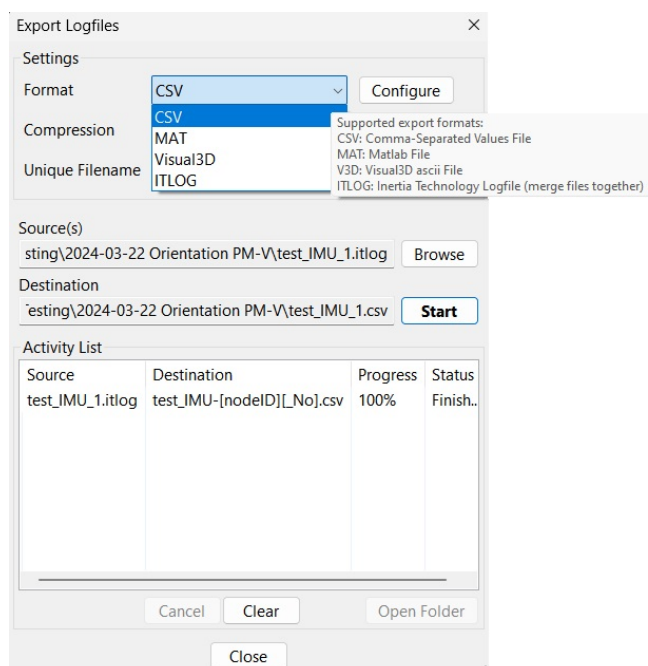 Export Logfiles
Settings
Format
CSV
Configure
CSV
MAT
Visual3D
ITLOG
Supported export formats:
CSV: Comma-Separated Values File
MAT: Matlab File
V3D: Visual3D ascii File
ITLOG: Inertia Technology Logfile (merge files together)
Compression
Unique Filename
Source(s)
sting\2024-03-22 Orientation PM-V\test_IMU_1.itlog
Browse
Destination
Testing\2024-03-22 Orientation PM-V\test_IMU_1.csv
Start
Activity List
Source Destination Progress Status
test_IMU_1.itlog test_IMU-[nodeID][_No].csv 100% Finish..
Cancel Clear Open Folder
Close